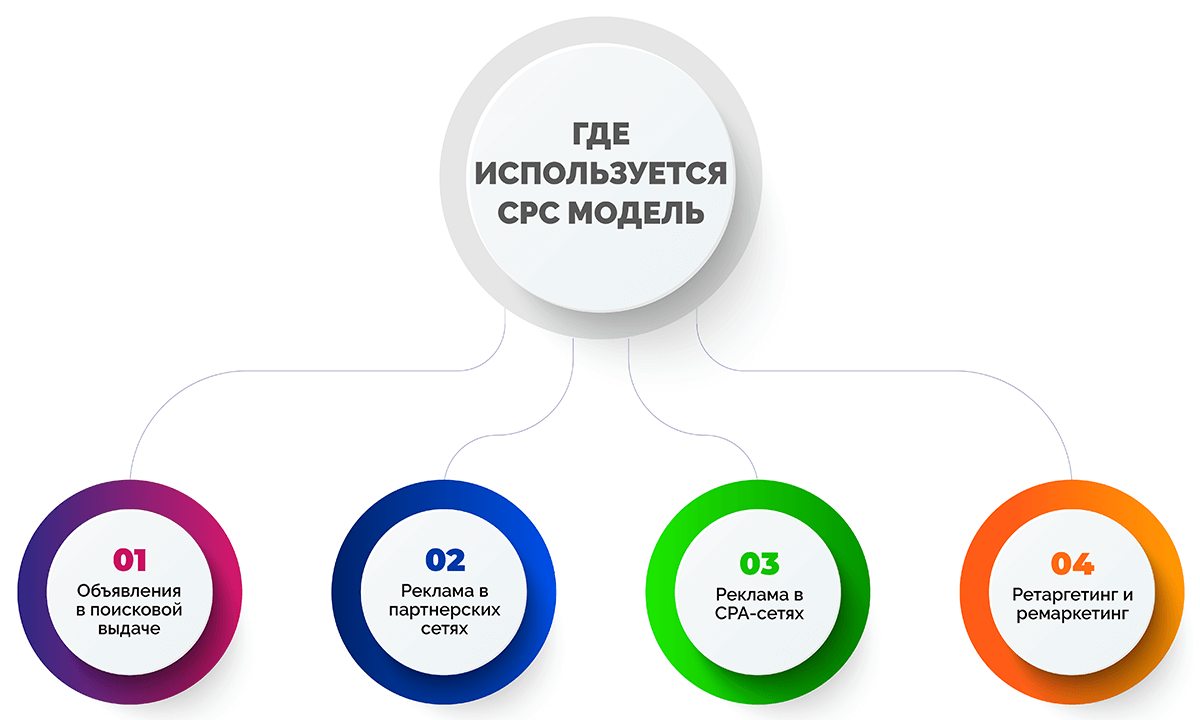 ГДЕ
ИСПОЛЬЗУЕТСЯ
CPC МОДЕЛЬ
01
Объявления
в поисковой
выдаче
02
Реклама в
партнерских
сетях
03
Реклама в
CPA-сетях
04
Ретаргетинг и
ремаркетинг